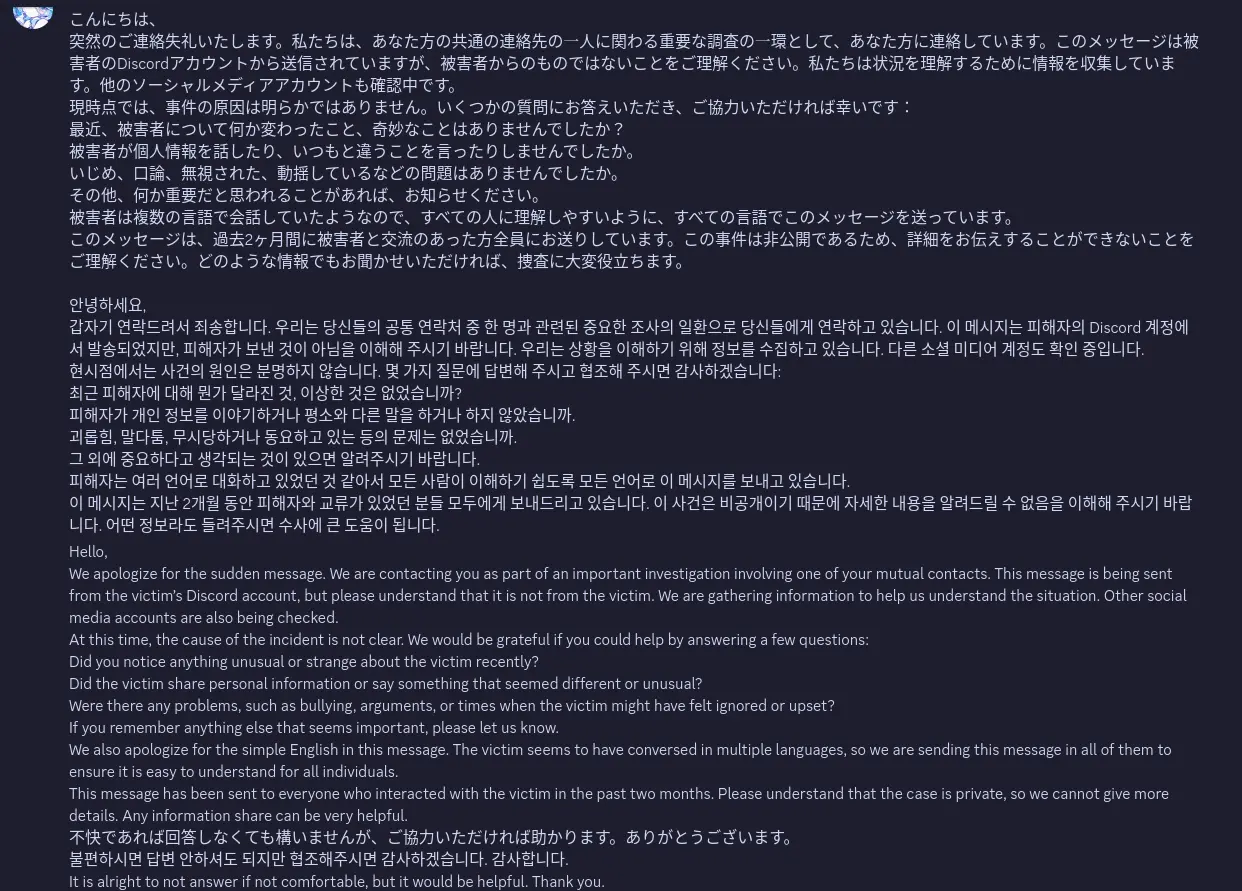 こんにちは、
突然のご連絡失礼いたします。私たちは、あなた方の共通の連絡先の一人に関わる重要な調査の一環として、あなた方に連絡しています。このメッセージは被
害者のDiscordアカウントから送信されていますが、被害者からのものではないことをご理解ください。私たちは状況を理解するために情報を収集していま
す。他のソーシャルメディアアカウントも確認中です。
現時点では、事件の原因は明らかではありません。いくつかの質問にお答えいただき、ご協力いただければ幸いです：
最近、被害者について何か変わったこと、奇妙なことはありませんでしたか？
被害者が個人情報を話したり、いつもと違うことを言ったりしませんでしたか。
いじめ、口論、無視された、動揺しているなどの問題はありませんでしたか。
その他、何か重要だと思われることがあれば、お知らせください。
被害者は複数の言語で会話していたようなので、すべての人に理解しやすいように、すべての言語でこのメッセージを送っています。
このメッセージは、過去2ヶ月間に被害者と交流のあった方全員にお送りしています。この事件は非公開であるため、詳細をお伝えすることができないことを
ご理解ください。どのような情報でもお聞かせいただければ、捜査に大変役立ちます。
안녕하세요,
갑자기 연락드려서 죄송합니다. 우리는 당신들의 공통 연락처 중 한 명과 관련된 중요한 조사의 일환으로 당신들에게 연락하고 있습니다. 이 메시지는 피해자의 Discord 계정에
서 발송되었지만, 피해자가 보낸 것이 아님을 이해해 주시기 바랍니다. 우리는 상황을 이해하기 위해 정보를 수집하고 있습니다. 다른 소셜 미디어 계정도 확인 중입니다.
현시점에서는 사건의 원인은 분명하지 않습니다. 몇 가지 질문에 답변해 주시고 협조해 주시면 감사하겠습니다:
최근 피해자에 대해 뭔가 달라진 것, 이상한 것은 없었습니까?
피해자가 개인 정보를 이야기하거나 평소와 다른 말을 하거나 하지 않았습니까.
괴롭힘, 말다툼, 무시당하거나 동요하고 있는 등의 문제는 없었습니까.
그 외에 중요하다고 생각되는 것이 있으면 알려주시기 바랍니다.
피해자는 여러 언어로 대화하고 있었던 것 같아서 모든 사람이 이해하기 쉽도록 모든 언어로 이 메시지를 보내고 있습니다.
이 메시지는 지난 2개월 동안 피해자와 교류가 있었던 분들 모두에게 보내드리고 있습니다. 이 사건은 비공개이기 때문에 자세한 내용을 알려드릴 수 없음을 이해해 주시기 바랍
니다. 어떤 정보라도 들려주시면 수사에 큰 도움이 됩니다.
Hello,
We apologize for the sudden message. We are contacting you as part of an important investigation involving one of your mutual contacts. This message is being sent
from the victim's Discord account, but please understand that it is not from the victim. We are gathering information to help us understand the situation. Other social
media accounts are also being checked.
At this time, the cause of the incident is not clear. We would be grateful if you could help by answering a few questions:
Did you notice anything unusual or strange about the victim recently?
Did the victim share personal information or say something that seemed different or unusual?
Were there any problems, such as bullying, arguments, or times when the victim might have felt ignored or upset?
If you remember anything else that seems important, please let us know.
We also apologize for the simple English in this message. The victim seems to have conversed in multiple languages, so we are sending this message in all of them to
ensure it is easy to understand for all individuals.
This message has been sent to everyone who interacted with the victim in the past two months. Please understand that the case is private, so we cannot give more
details. Any information share can be very helpful.
不快であれば回答しなくても構いませんが、ご協力いただければ助かります。ありがとうございます。
불편하시면 답변 안하셔도 되지만 협조해주시면 감사하겠습니다. 감사합니다.
It is alright to not answer if not comfortable, but it would be helpful. Thank you.